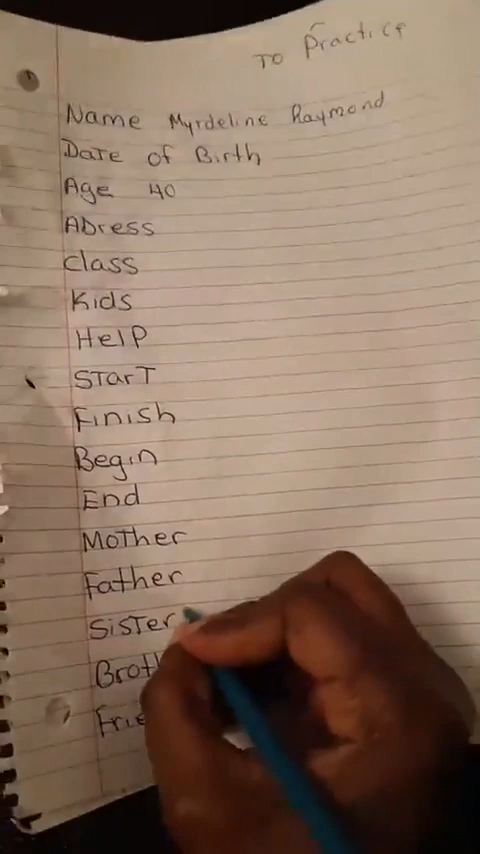 To Practice
Name Myrdeline Raymond
Date of Birth
Age 40
Adress
Class
Kids
Help
Start
Finish
Begin
End
Mother
Father
Sister